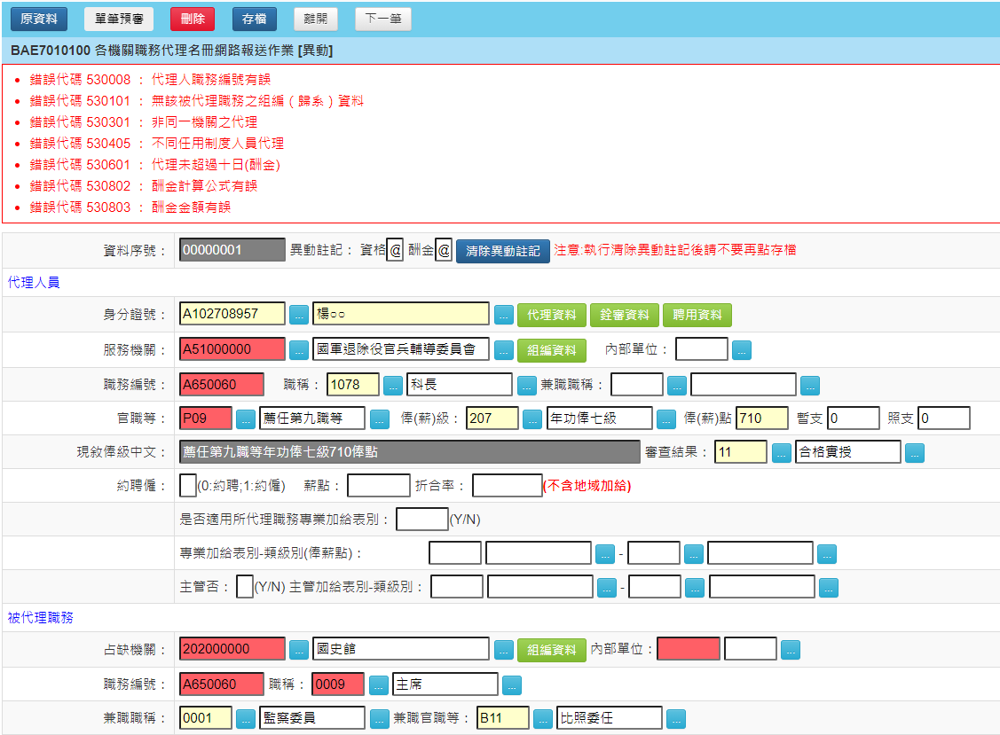 原資料 單筆預審 刪除 存檔 離開 下一筆
BAE7010100 各機關職務代理名冊網路報送作業 [異動]
• 錯誤代碼 530008 ： 代理人職務編號有誤
• 錯誤代碼 530101 ： 無該被代理職務之組編（歸系）資料
• 錯誤代碼 530301 ： 非同一機關之代理
• 錯誤代碼 530405 ： 不同任用制度人員代理
• 錯誤代碼 530601 ： 代理未超過十日(酬金)
• 錯誤代碼 530802 ： 酬金計算公式有誤
• 錯誤代碼 530803 ： 酬金金額有誤
資料序號： 00000001 異動註記： 資格 @ 酬金 @ 清除異動註記 注意:執行清除異動註記後請不要再點存檔
代理人員
身分證號： A102708957 ... 楊○○ ... 代理資料 銓審資料 聘用資料
服務機關： A51000000 ... 國軍退除役官兵輔導委員會 ... 組編資料 內部單位： ...
職務編號： A650060 職稱： 1078 ... 科長 ... 兼職職稱： ... ...
官職等： P09 ... 薦任第九職等 ... 俸(薪)級： 207 ... 年功俸七級 ... 俸(薪)點 710 暫支 0 照支 0
現敘俸級中文： 薦任第九職等年功俸七級710俸點 審查結果： 11 ... 合格實授 ...
約聘僱： (0:約聘;1:約僱) 薪點： 折合率： (不含地域加給)
是否適用所代理職務專業加給表別： (Y/N)
專業加給表別-類級別(俸薪點)： ... - ... ...
主管否： (Y/N) 主管加給表別-類級別： ... - ... ...
被代理職務
占缺機關： 202000000 ... 國史館 ... 組編資料 內部單位： ...
職務編號： A650060 職稱： 0009 ... 主席 ...
兼職職稱： 0001 ... 監察委員 ... 兼職官職等： B11 ... 比照委任 ...